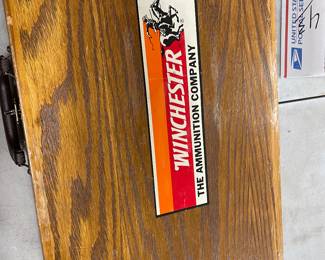 WINCHESTER
THE AMMUNITION COMPANY
UNITED STATES
POSTAL SERVICE